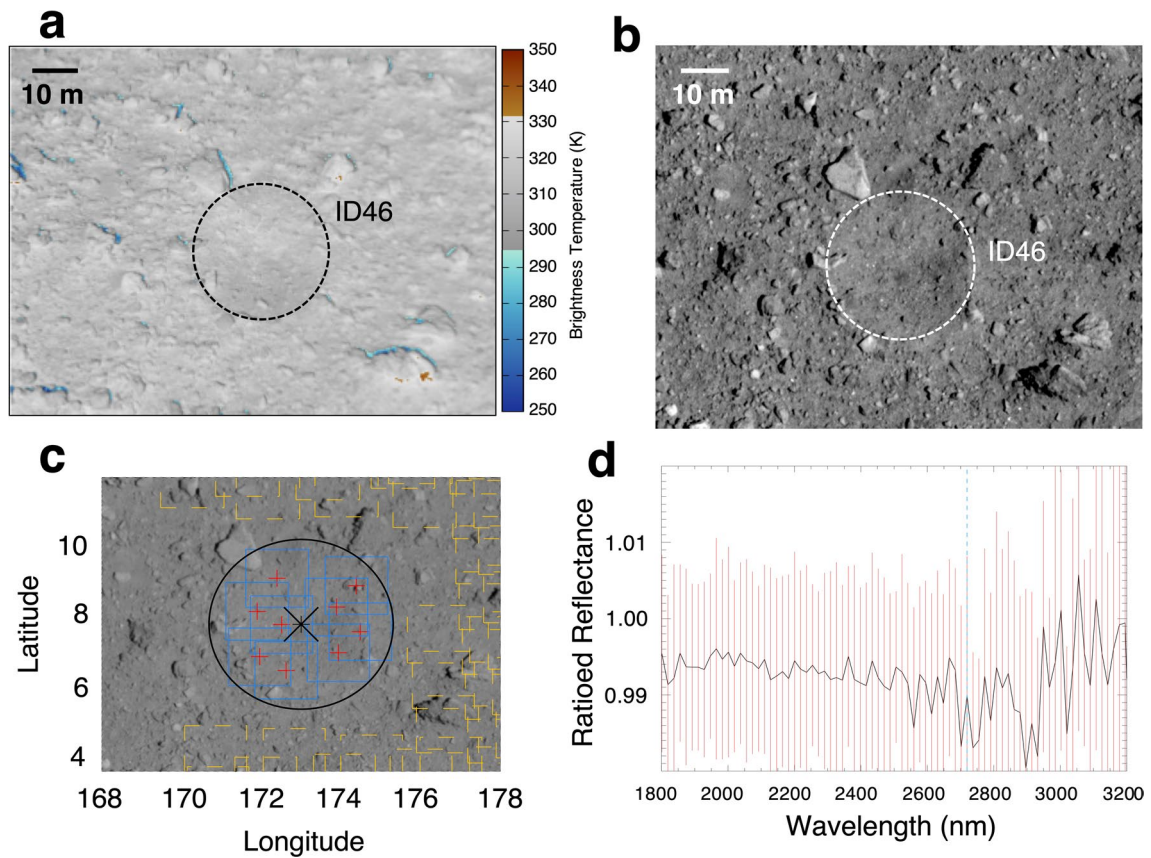 a
10 m
ID46
350
340
330
320
310
300
290
280
270
260
250
Brightness Temperature (K)
b
10 m
ID46
c
Latitude
10
8
6
4
168 170 172 174 176 178
Longitude
d
Ratioed Reflectance
1.01
1.00
0.99
1800 2000 2200 2400 2600 2800 3000 3200
Wavelength (nm)